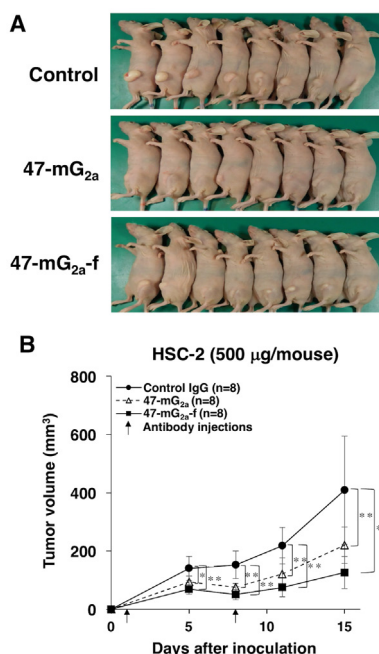 A
Control
47-mG2a
47-mG2a-f
B
HSC-2 (500 μg/mouse)
Control IgG (n=8)
47-mG2a (n=8)
47-mG2a-f (n=8)
Antibody injections
Tumor volume (mm³)
800
600
400
200
0
* ** ** ** ** ** **
0 5 10 15
Days after inoculation